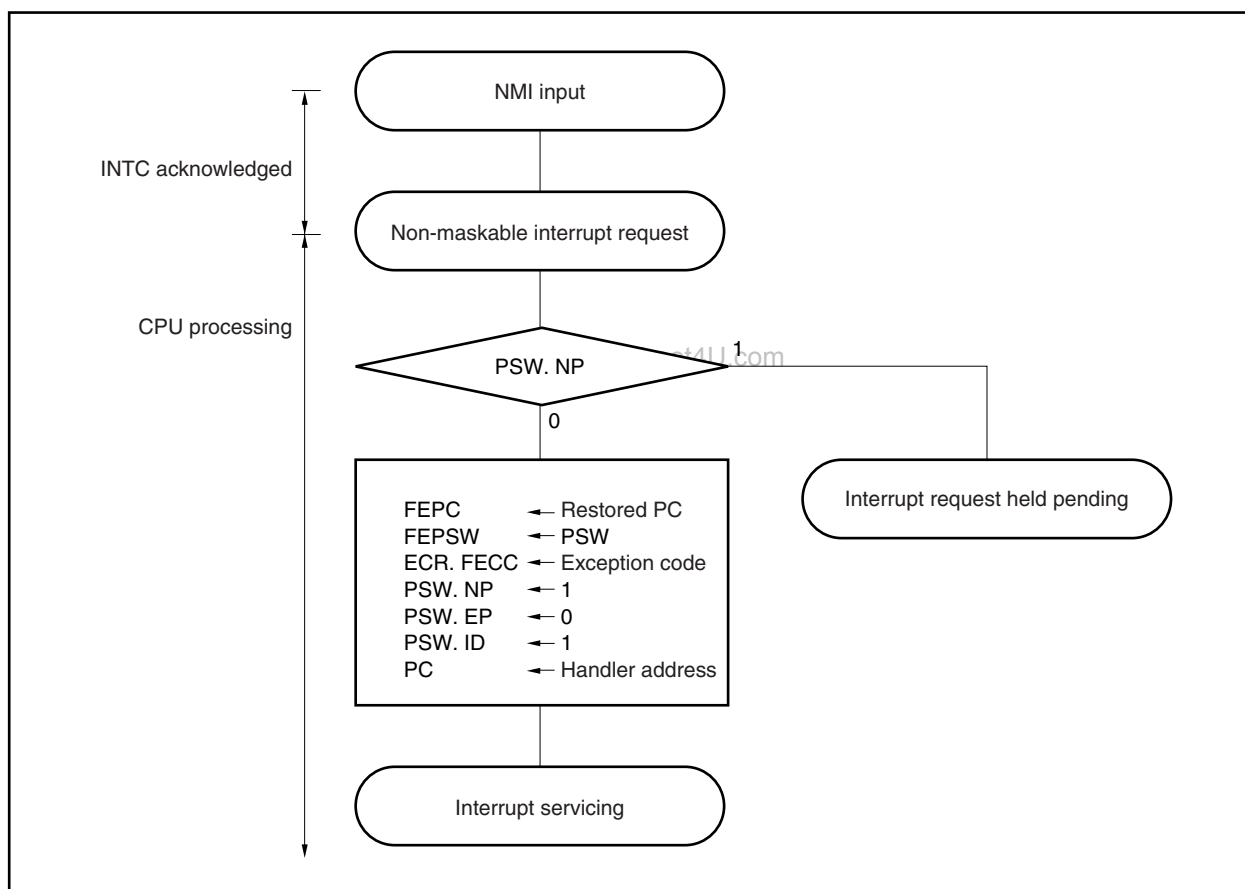 NMI input
INTC acknowledged
Non-maskable interrupt request
CPU processing
PSW. NP
1
0
FEPC ← Restored PC
FEPSW ← PSW
ECR. FECC ← Exception code
PSW. NP ← 1
PSW. EP ← 0
PSW. ID ← 1
PC ← Handler address
Interrupt request held pending
Interrupt servicing